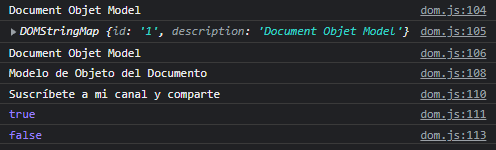 Document Objet Model dom.js:104
▶ DOMStringMap {id: '1', description: 'Document Objet Model'} dom.js:105
Document Objet Model dom.js:106
Modelo de Objeto del Documento dom.js:108
Suscríbete a mi canal y comparte dom.js:110
true dom.js:111
false dom.js:113